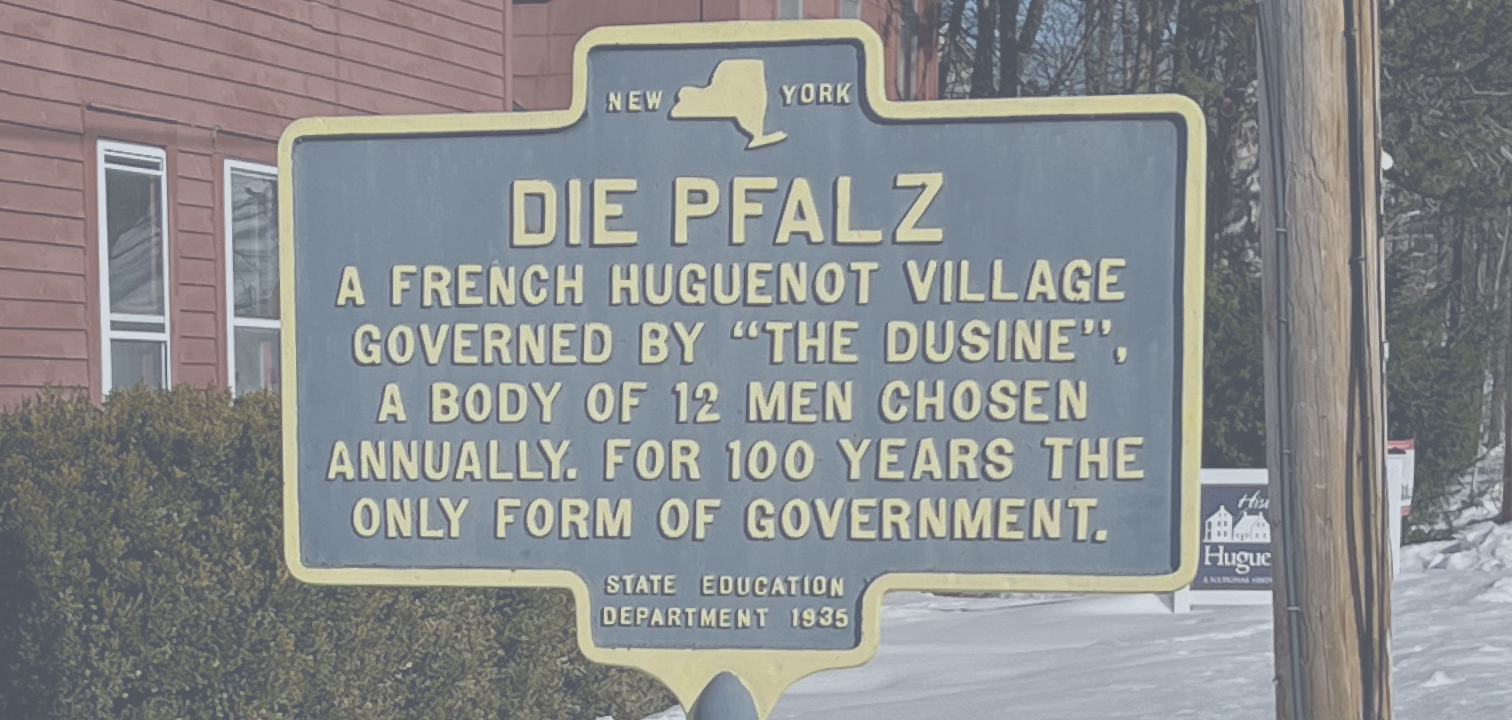 NEW YORK
DIE PFALZ
A FRENCH HUGUENOT VILLAGE
GOVERNED BY “THE DUSINE”,
A BODY OF 12 MEN CHOSEN
ANNUALLY. FOR 100 YEARS THE
ONLY FORM OF GOVERNMENT.
STATE EDUCATION
DEPARTMENT 1935